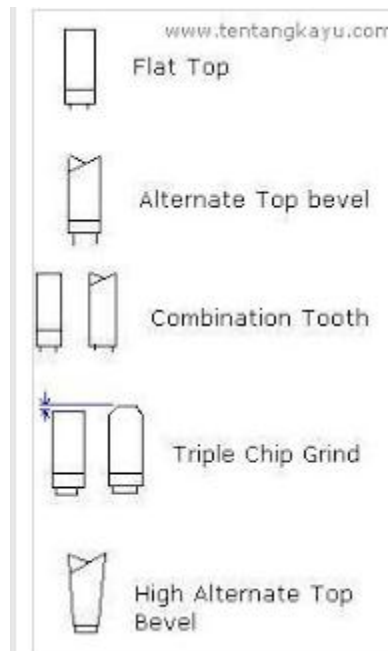 www.tentangkayu.com
Flat Top
Alternate Top bevel
Combination Tooth
Triple Chip Grind
High Alternate Top
Bevel